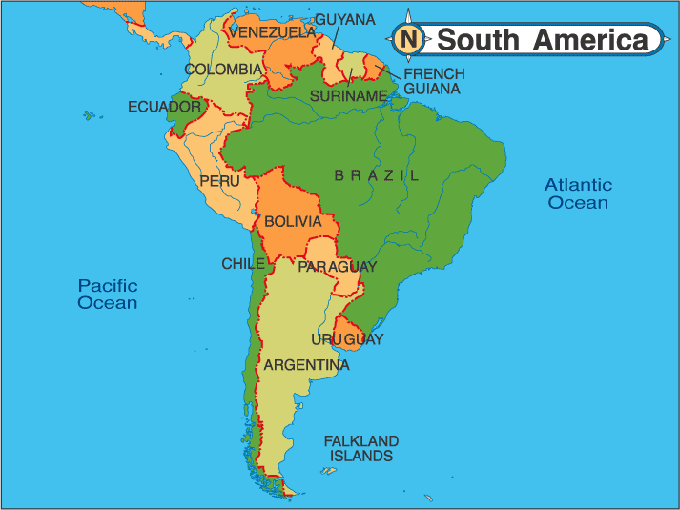 GUYANA
VENEZUELA
N South America
COLOMBIA
FRENCH
GUIANA
SURINAME
ECUADOR
BRAZIL
PERU
Atlantic
Ocean
BOLIVIA
CHILE
PARAGUAY
Pacific
Ocean
URUGUAY
ARGENTINA
FALKLAND
ISLANDS